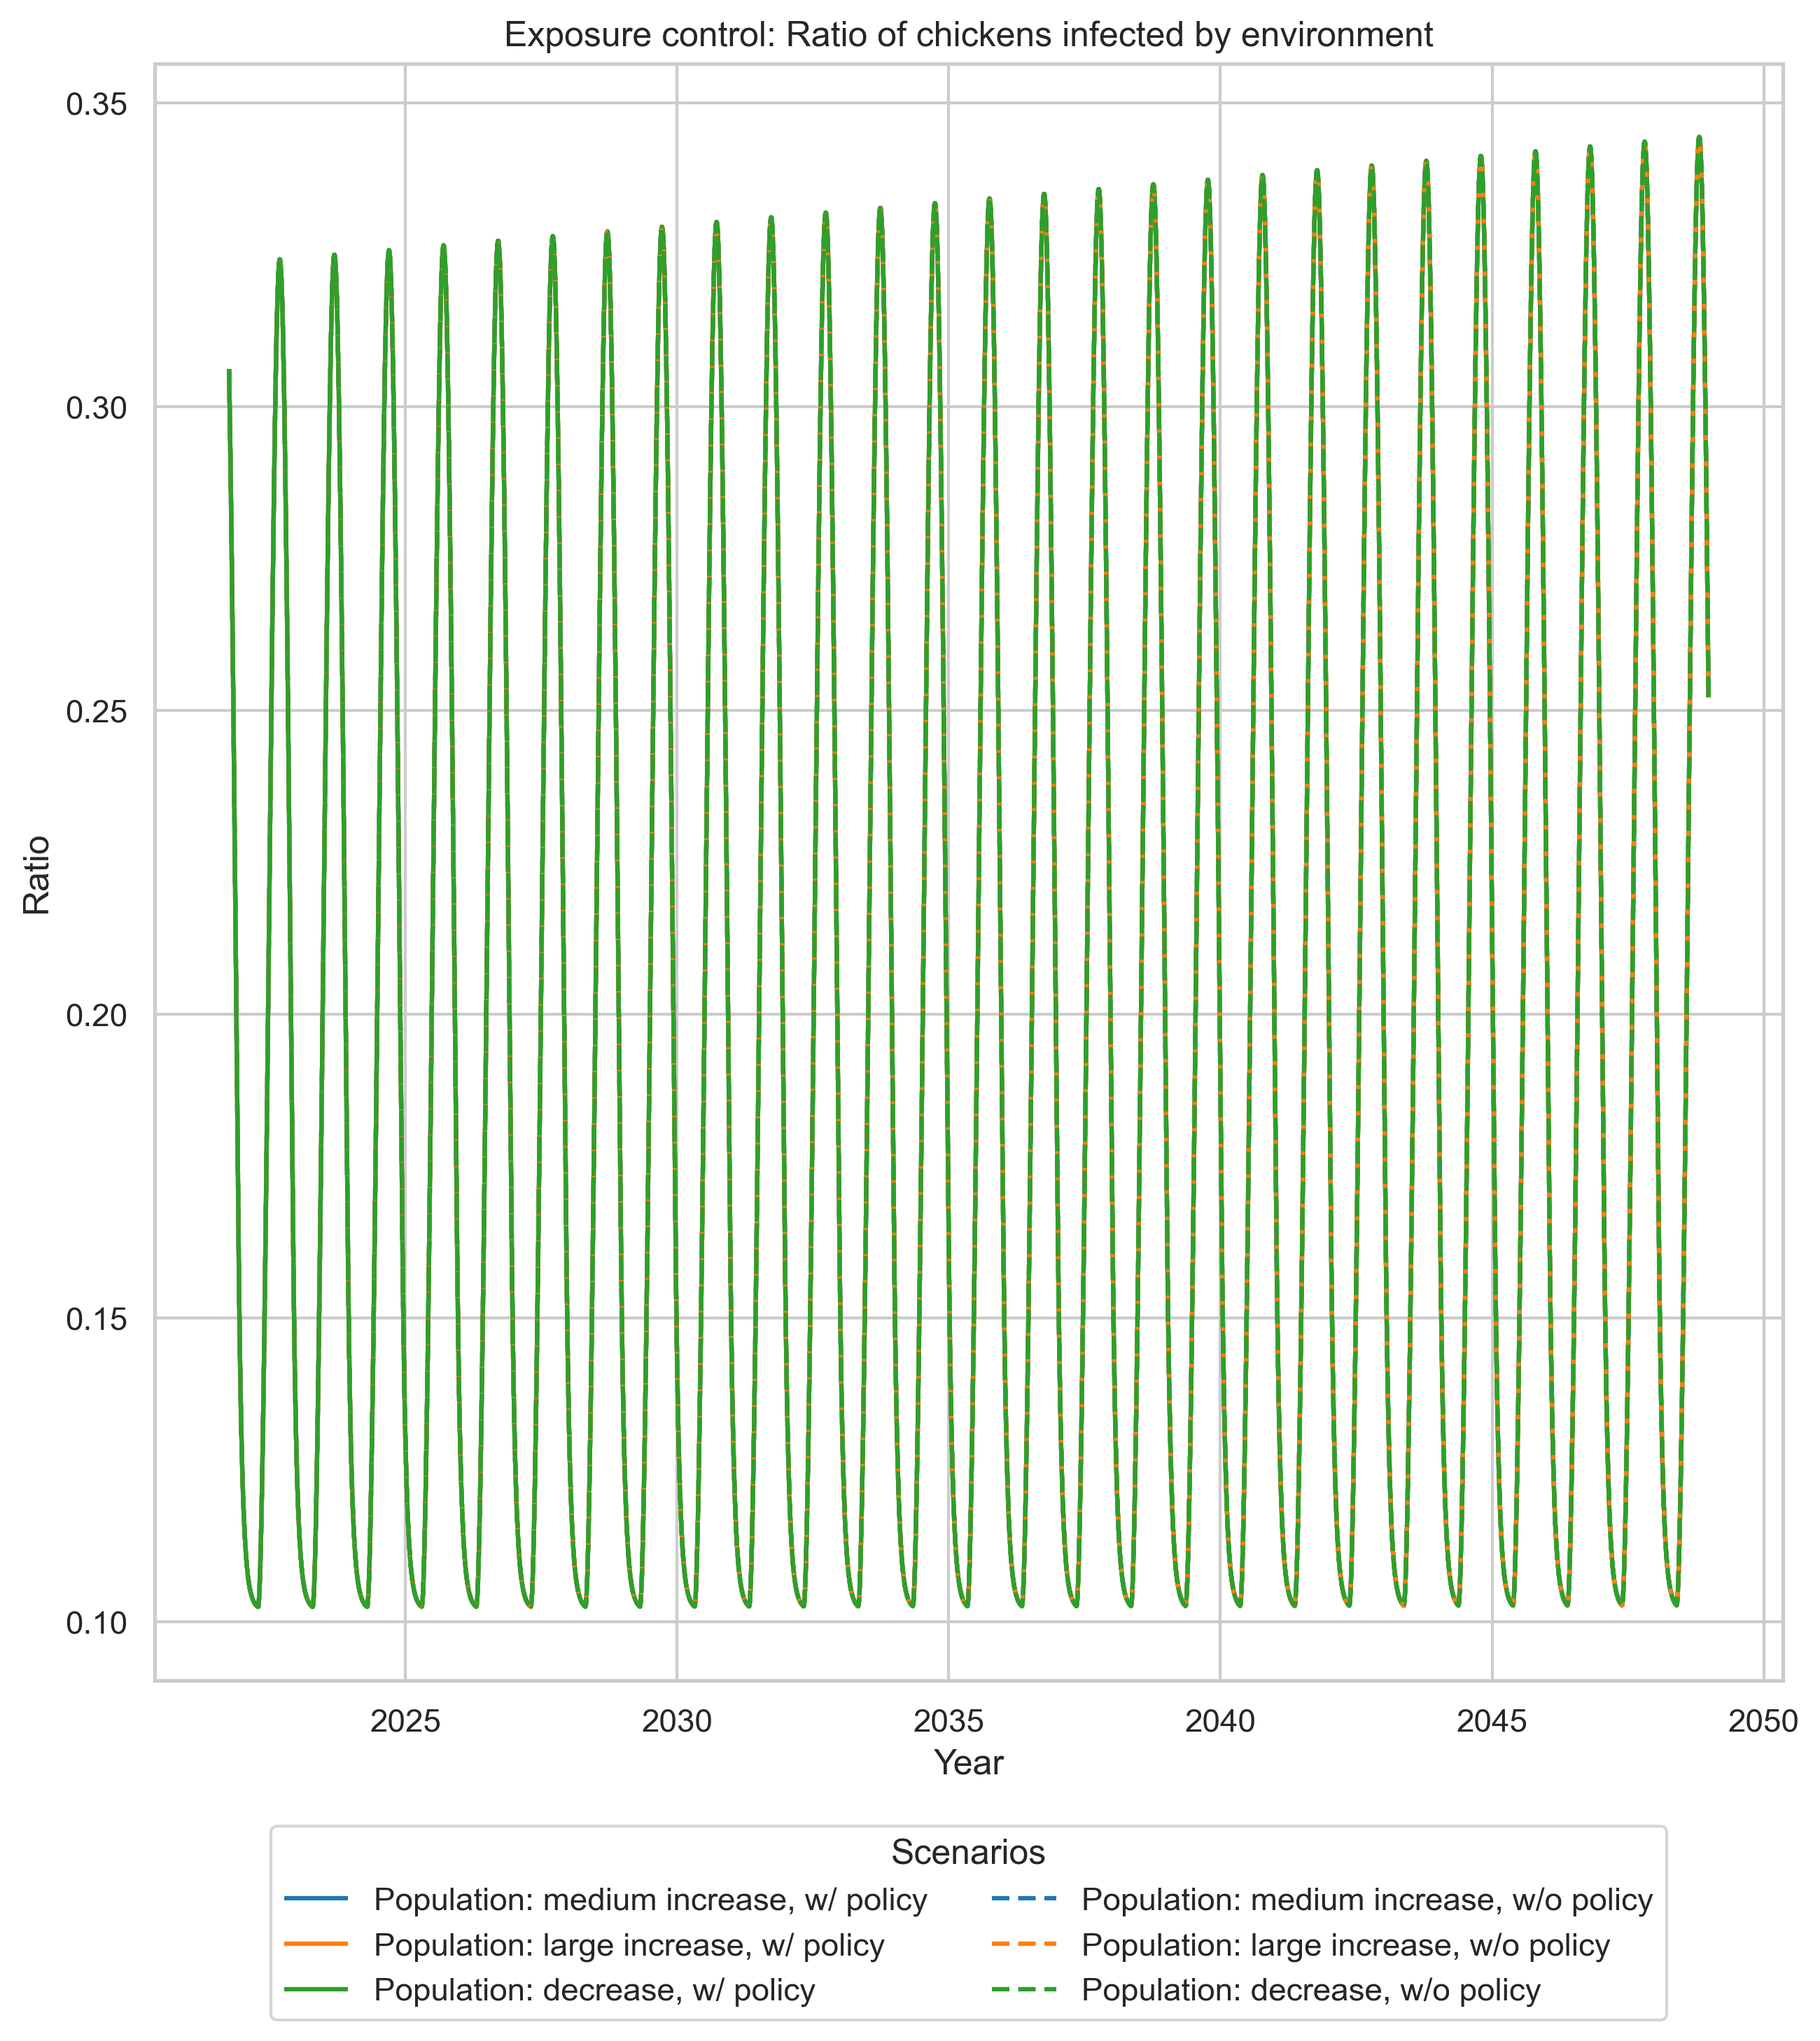 Exposure control: Ratio of chickens infected by environment
0.35
0.30
0.25
0.20
0.15
0.10
Ratio
2025 2030 2035 2040 2045 2050
Year
Scenarios
Population: medium increase, w/ policy
Population: large increase, w/ policy
Population: decrease, w/ policy
Population: medium increase, w/o policy
Population: large increase, w/o policy
Population: decrease, w/o policy